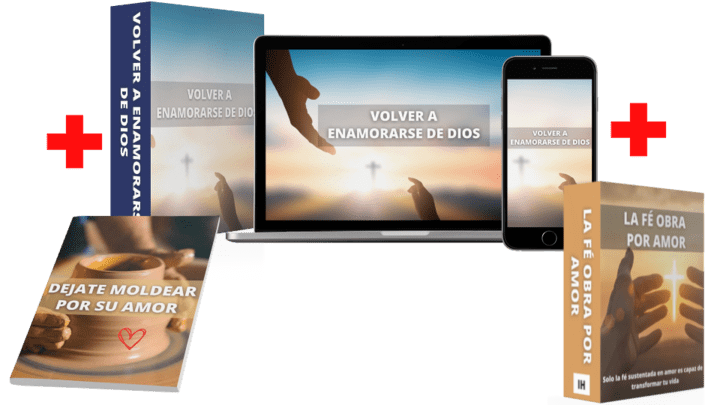 VOLVER A ENAMORARSE
DE DIOS
VOLVER A
ENAMORARSE DE DIOS
VOLVER A
ENAMORARSE DE DIOS
VOLVER A
ENAMORARSE DE DIOS
DEJATE MOLDEAR
POR SU AMOR
LA FÉ OBRA POR
AMOR
LA FÉ OBRA
POR AMOR
Solo la fé sustentada en amor es capaz de
transformar tu vida
IH